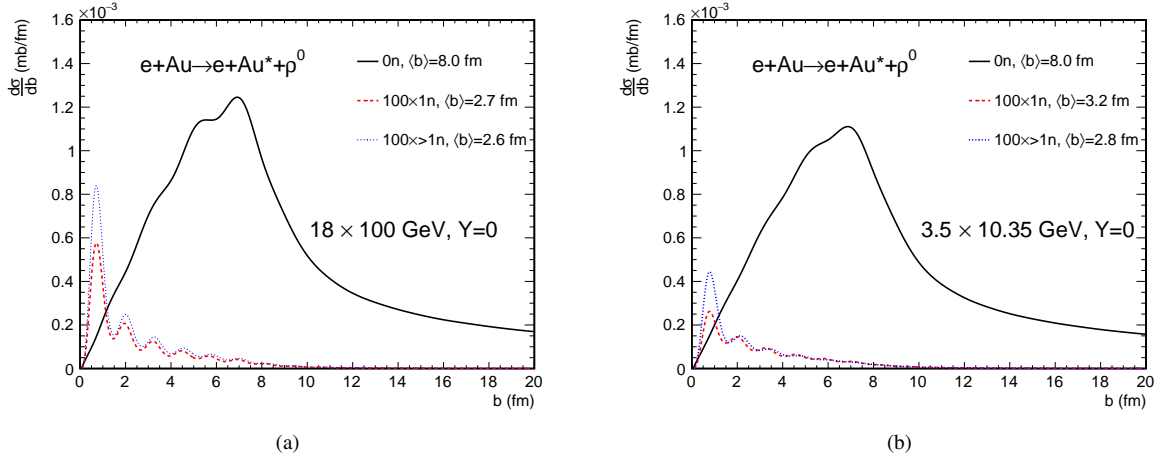 ×10⁻³
1.6
1.4
1.2
1
0.8
0.6
0.4
0.2
0
dσ/db (mb/fm)
e+Au→e+Au*+ρ⁰
0n, ⟨b⟩=8.0 fm
100×1n, ⟨b⟩=2.7 fm
100×>1n, ⟨b⟩=2.6 fm
18 × 100 GeV, Y=0
0 2 4 6 8 10 12 14 16 18 20
b (fm)
(a)
×10⁻³
1.6
1.4
1.2
1
0.8
0.6
0.4
0.2
0
dσ/db (mb/fm)
e+Au→e+Au*+ρ⁰
0n, ⟨b⟩=8.0 fm
100×1n, ⟨b⟩=3.2 fm
100×>1n, ⟨b⟩=2.8 fm
3.5 × 10.35 GeV, Y=0
0 2 4 6 8 10 12 14 16 18 20
b (fm)
(b)